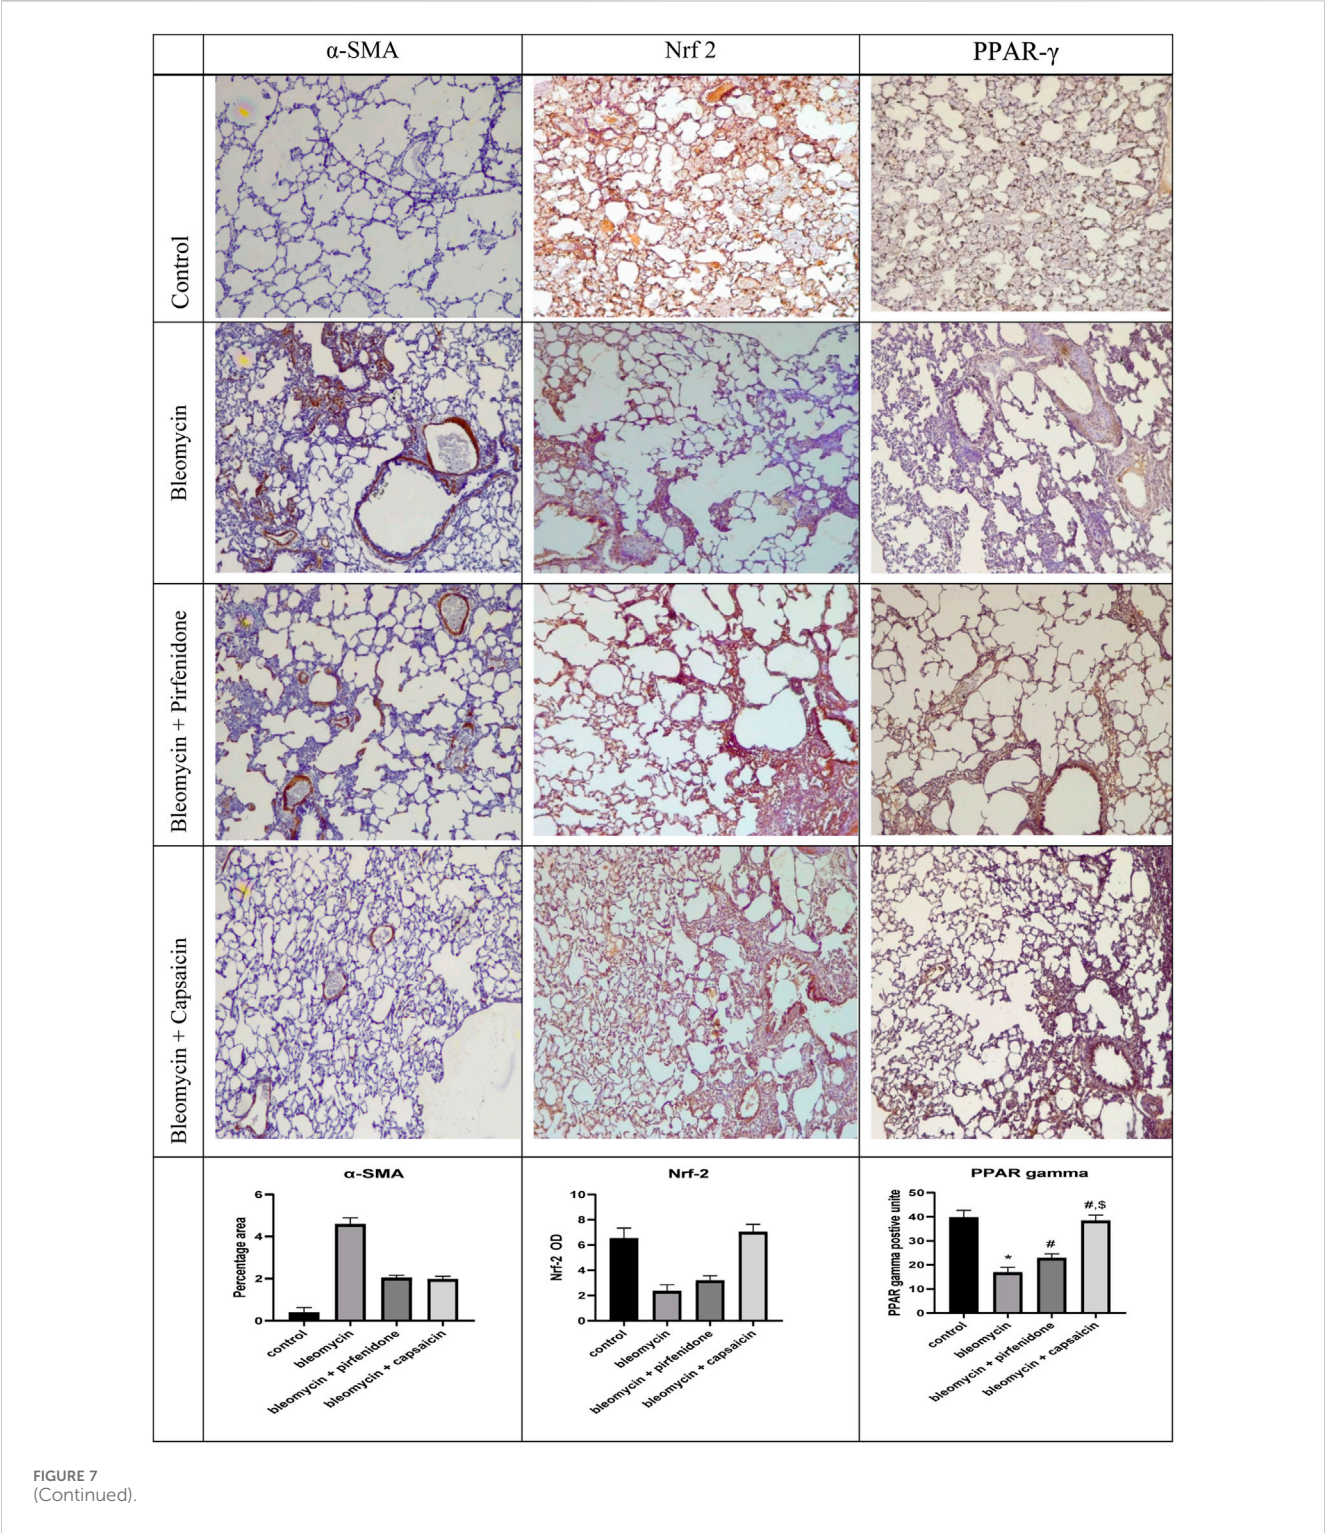 α-SMA
Nrf 2
PPAR-γ
Control
Bleomycin
Bleomycin + Pirfenidone
Bleomycin + Capsaicin
α-SMA
Percentage area
6
4
2
0
control
bleomycin
bleomycin + pirfenidone
bleomycin + capsaicin
Nrf-2
Nrf-2 OD
10
8
6
4
2
0
control
bleomycin
bleomycin + pirfenidone
bleomycin + capsaicin
PPAR gamma
PPAR gamma postive unite
50
40
30
20
10
0
*
#
#,$
control
bleomycin
bleomycin + pirfenidone
bleomycin + capsaicin
FIGURE 7
(Continued).